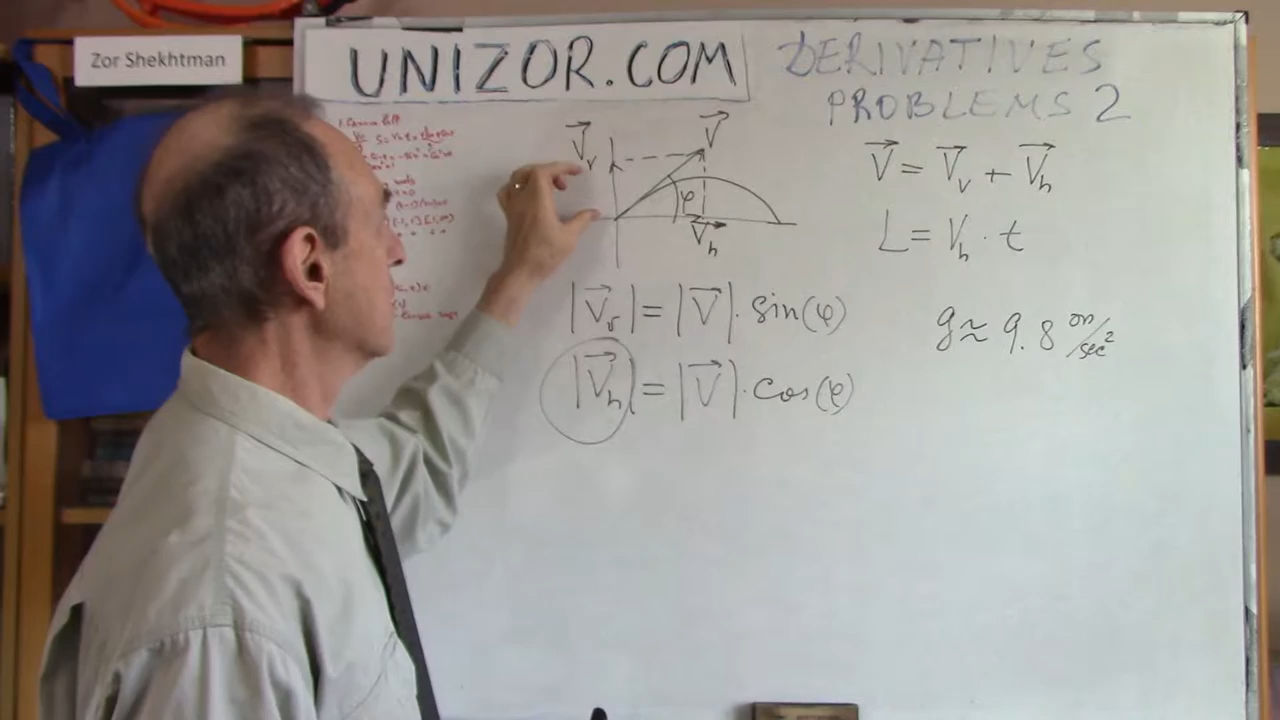 Zor Shekhtman
UNIZOR.COM
DERIVATIVES
PROBLEMS 2
V⃗ᵥ
V⃗
φ
V⃗ₕ
V⃗ = V⃗ᵥ + V⃗ₕ
L = Vₕ · t
|V⃗ᵥ| = |V⃗| · sin(φ)
|V⃗ₕ| = |V⃗| · cos(φ)
g ≈ 9.8 m/sec²